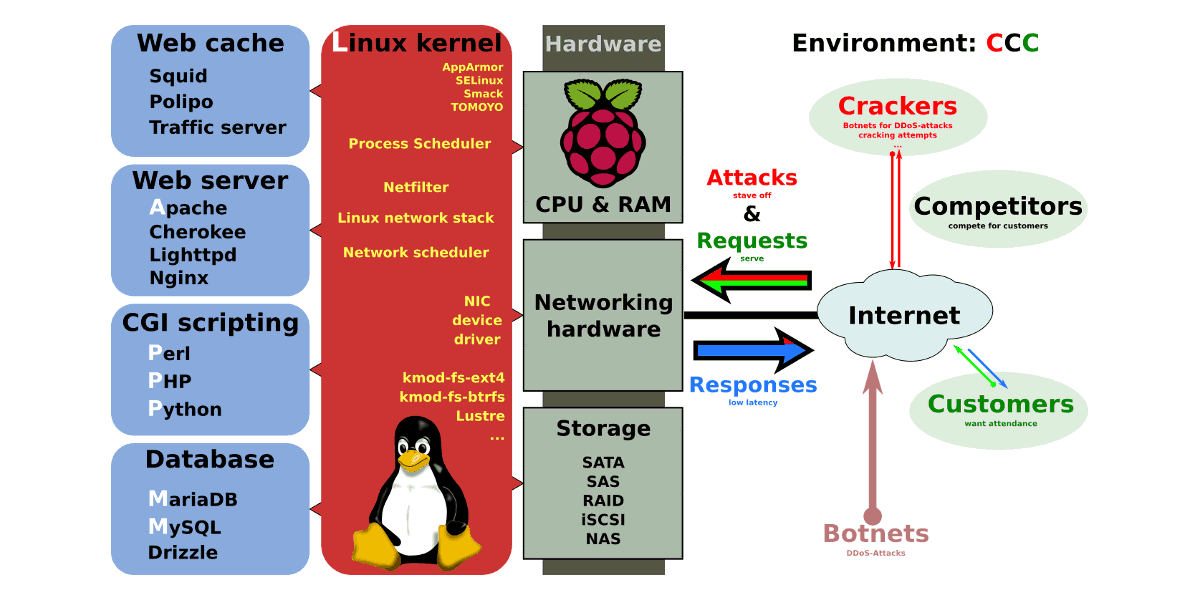 Web cache
Squid
Polipo
Traffic server
Web server
Apache
Cherokee
Lighttpd
Nginx
CGI scripting
Perl
PHP
Python
Database
MariaDB
MySQL
Drizzle
Linux kernel
AppArmor
SELinux
Smack
TOMOYO
Process Scheduler
Netfilter
Linux network stack
Network scheduler
NIC
device
driver
kmod-fs-ext4
kmod-fs-btrfs
Lustre
...
Hardware
CPU & RAM
Networking
hardware
Storage
SATA
SAS
RAID
iSCSI
NAS
Attacks
stave off
&
Requests
serve
Responses
low latency
Environment: CCC
Crackers
Botnets for DDoS-attacks
cracking attempts
...
Competitors
compete for customers
Internet
Customers
want attendance
Botnets
DDoS-Attacks